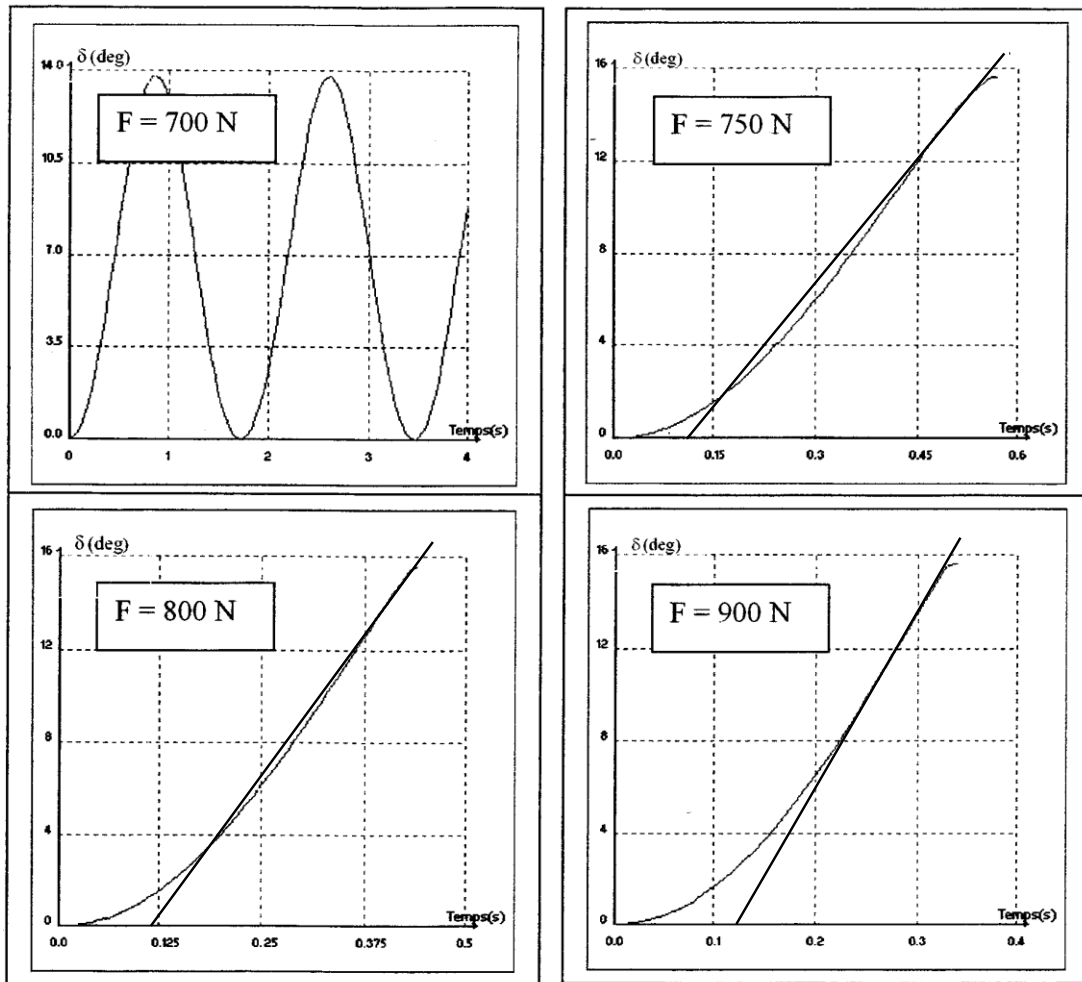 δ (deg)
14.0
F = 700 N
10.5
7.0
3.5
0.0
Temps(s)
0 1 2 3 4
δ (deg)
16
F = 750 N
12
8
4
0
Temps(s)
0.0 0.15 0.3 0.45 0.6
δ (deg)
16
F = 800 N
12
8
4
0
Temps(s)
0.0 0.125 0.25 0.375 0.5
δ (deg)
16
F = 900 N
12
8
4
0
Temps(s)
0.0 0.1 0.2 0.3 0.4